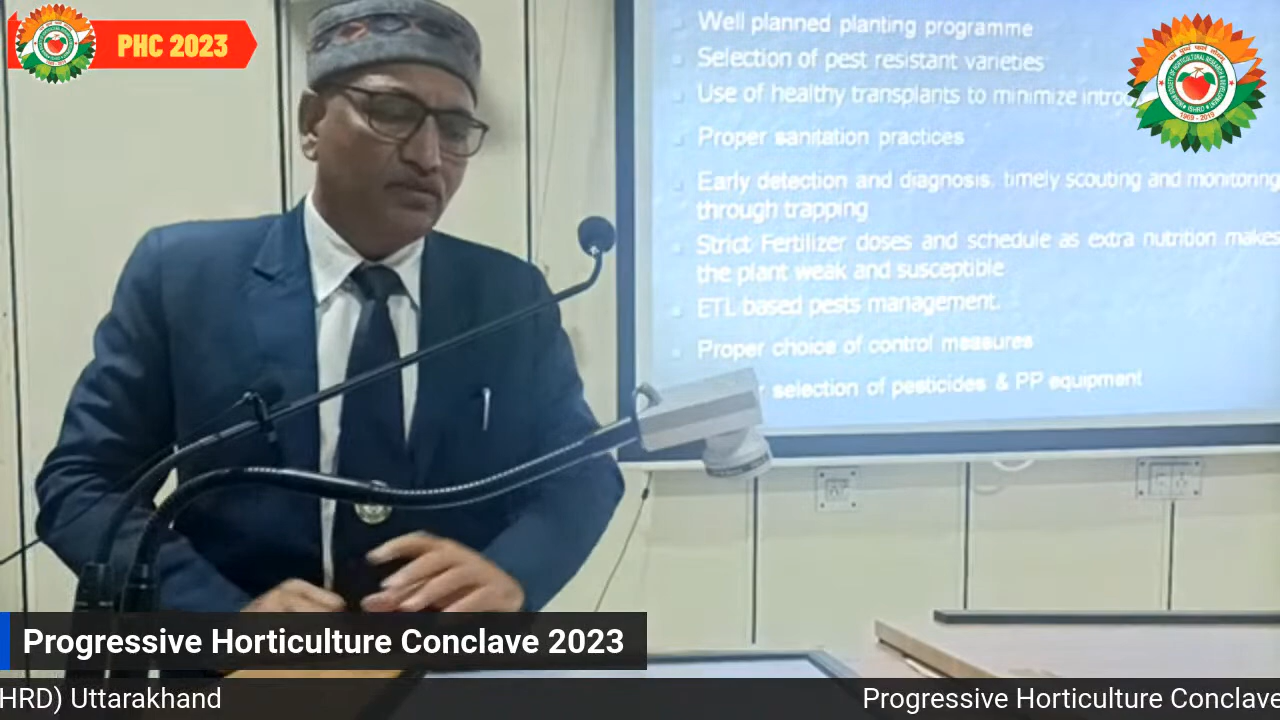 PHC 2023
Well planned planting programme
Selection of pest resistant varieties
Use of healthy transplants to minimize
Proper sanitation practices
Early detection and diagnosis, timely scouting and monitoring
through trapping
Strict Fertilizer doses and schedule as extra nutrition makes
the plant weak and susceptible
ETL based pests management.
Proper choice of control measures
selection of pesticides & PP equipment
ISHRD
1969 - 2019
Progressive Horticulture Conclave 2023
HRD) Uttarakhand
Progressive Horticulture Conclave